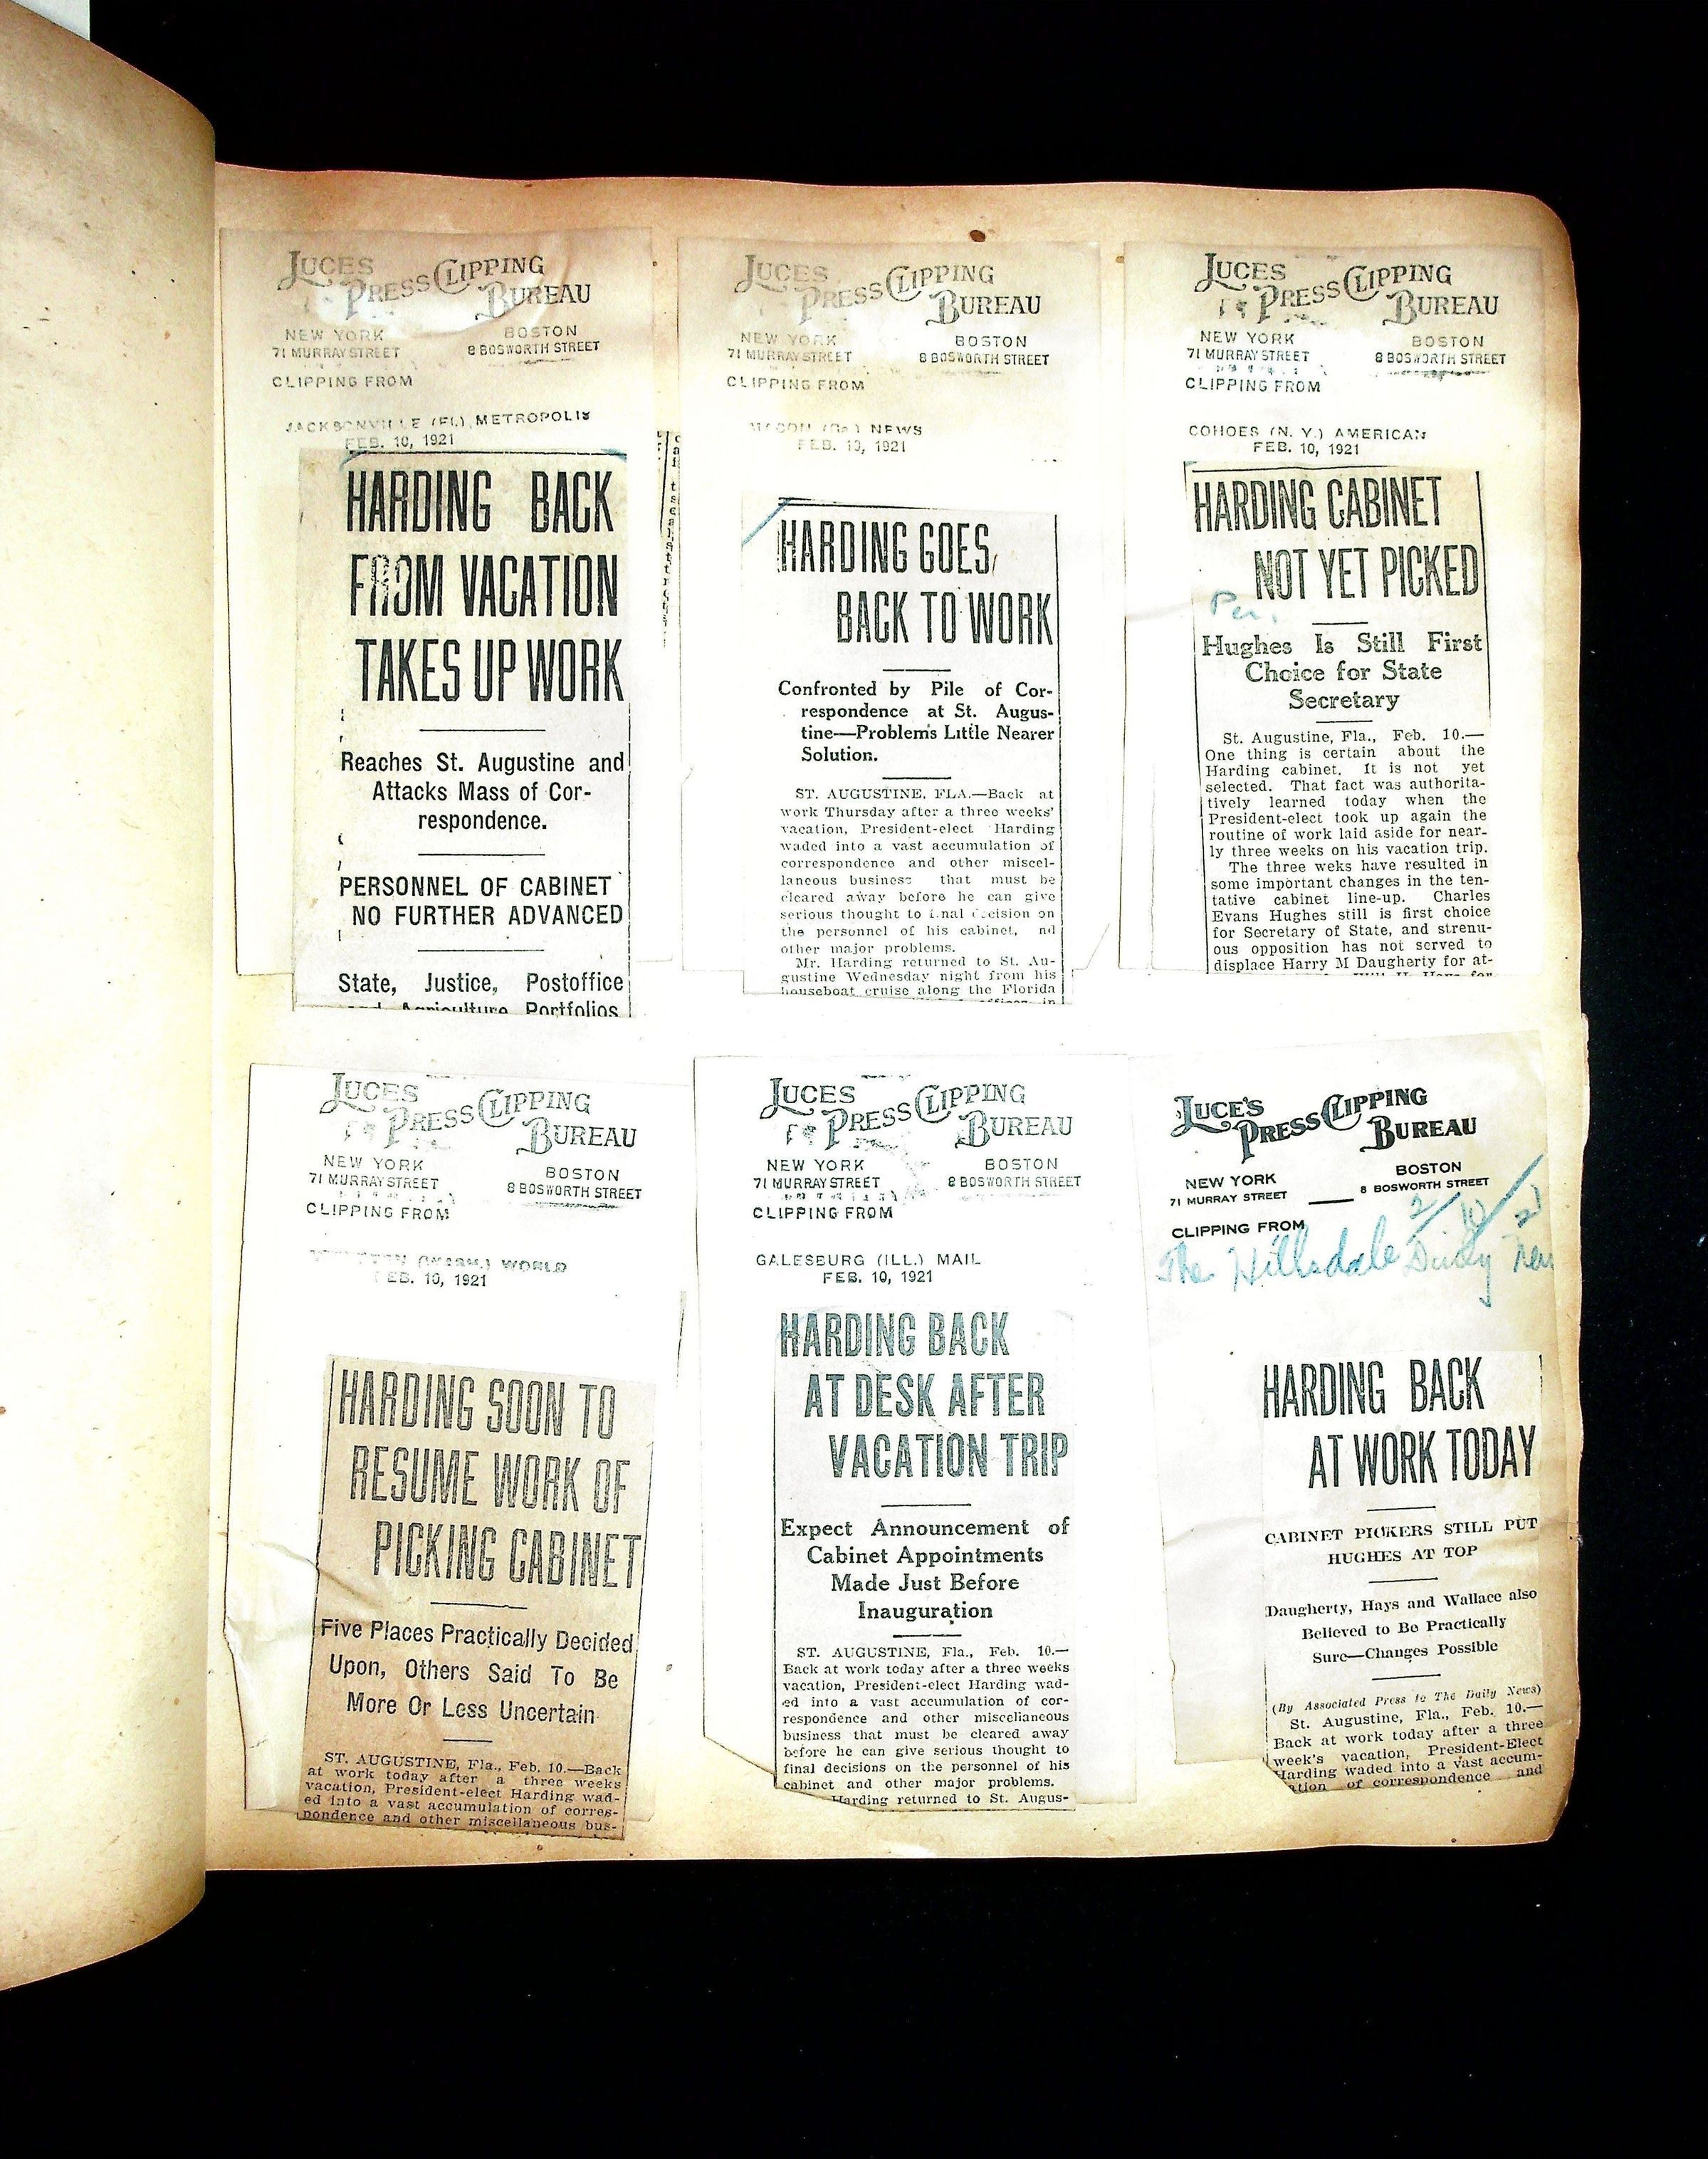 LUCES
PRESS CLIPPING
BUREAU
NEW YORK BOSTON
71 MURRAY STREET 8 BOSWORTH STREET
CLIPPING FROM
JACKSONVILLE (Fl.) METROPOLIS
FEB. 10, 1921
HARDING BACK
FROM VACATION
TAKES UP WORK
Reaches St. Augustine and
Attacks Mass of Cor-
respondence.
PERSONNEL OF CABINET
NO FURTHER ADVANCED
State, Justice, Postoffice
and Agriculture Portfolios
LUCES
PRESS CLIPPING
BUREAU
NEW YORK BOSTON
71 MURRAY STREET 8 BOSWORTH STREET
CLIPPING FROM
MACON (Ga.) NEWS
FEB. 10, 1921
HARDING GOES
BACK TO WORK
Confronted by Pile of Cor-
respondence at St. Augus-
tine—Problems Little Nearer
Solution.
ST. AUGUSTINE, FLA.—Back at
work Thursday after a three weeks'
vacation, President-elect Harding
waded into a vast accumulation of
correspondence and other miscel-
laneous business that must be
cleared away before he can give
serious thought to final decision on
the personnel of his cabinet, nd
other major problems.
Mr. Harding returned to St. Au-
gustine Wednesday night from his
houseboat cruise along the Florida
LUCES
PRESS CLIPPING
BUREAU
NEW YORK BOSTON
71 MURRAY STREET 8 BOSWORTH STREET
CLIPPING FROM
COHOES (N. Y.) AMERICAN
FEB. 10, 1921
HARDING CABINET
NOT YET PICKED
Hughes Is Still First
Choice for State
Secretary
St. Augustine, Fla., Feb. 10.—
One thing is certain about the
Harding cabinet. It is not yet
selected. That fact was authorita-
tively learned today when the
President-elect took up again the
routine of work laid aside for near-
ly three weeks on his vacation trip.
The three weks have resulted in
some important changes in the ten-
tative cabinet line-up. Charles
Evans Hughes still is first choice
for Secretary of State, and strenu-
ous opposition has not served to
displace Harry M Daugherty for at-
LUCES
PRESS CLIPPING
BUREAU
NEW YORK BOSTON
71 MURRAY STREET 8 BOSWORTH STREET
CLIPPING FROM
(WASH.) WORLD
FEB. 10, 1921
HARDING SOON TO
RESUME WORK OF
PICKING CABINET
Five Places Practically Decided
Upon, Others Said To Be
More Or Less Uncertain
ST. AUGUSTINE, Fla., Feb. 10.—Back
at work today after a three weeks
vacation, President-elect Harding wad-
ed into a vast accumulation of corres-
pondence and other miscellaneous bus-
LUCES
PRESS CLIPPING
BUREAU
NEW YORK BOSTON
71 MURRAY STREET 8 BOSWORTH STREET
CLIPPING FROM
GALESBURG (ILL.) MAIL
FEB. 10, 1921
HARDING BACK
AT DESK AFTER
VACATION TRIP
Expect Announcement of
Cabinet Appointments
Made Just Before
Inauguration
ST. AUGUSTINE, Fla., Feb. 10.—
Back at work today after a three weeks
vacation, President-elect Harding wad-
ed into a vast accumulation of cor-
respondence and other miscellaneous
business that must be cleared away
before he can give serious thought to
final decisions on the personnel of his
cabinet and other major problems.
Harding returned to St. Augus-
LUCE'S
PRESS CLIPPING
BUREAU
NEW YORK BOSTON
71 MURRAY STREET 8 BOSWORTH STREET
CLIPPING FROM 2/10/21
The Hillsdale Daily New
HARDING BACK
AT WORK TODAY
CABINET PICKERS STILL PUT
HUGHES AT TOP
Daugherty, Hays and Wallace also
Believed to Be Practically
Sure—Changes Possible
(By Associated Press to The Daily News)
St. Augustine, Fla., Feb. 10.—
Back at work today after a three
week's vacation, President-Elect
Harding waded into a vast accum-
ation of correspondence and